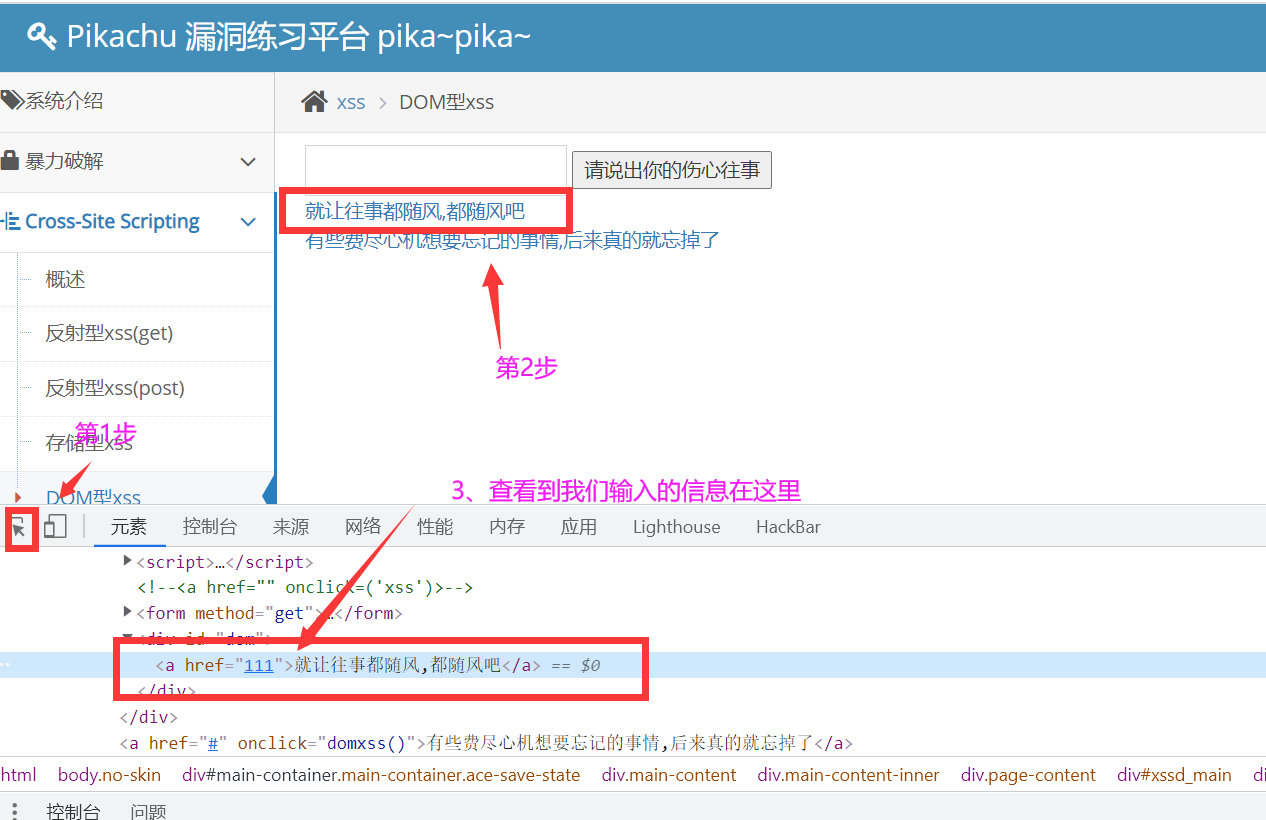 Pikachu 漏洞练习平台 pika~pika~
系统介绍
xss > DOM型xss
暴力破解
请说出你的伤心往事
Cross-Site Scripting
就让往事都随风,都随风吧
有些费尽心机想要忘记的事情,后来真的就忘掉了
概述
反射型xss(get)
第2步
反射型xss(post)
第1步
存储型xss
DOM型xss
3、查看到我们输入的信息在这里
元素 控制台 来源 网络 性能 内存 应用 Lighthouse HackBar
<script>…</script>
<!--<a href="" onclick=('xss')>-->
<form method="get">…</form>
<div id="dom">
<a href="111">就让往事都随风,都随风吧</a> == $0
</div>
</div>
<a href="#" onclick="domxss()">有些费尽心机想要忘记的事情,后来真的就忘掉了</a>
html body.no-skin div#main-container.main-container.ace-save-state div.main-content div.main-content-inner div.page-content div#xssd_main di
控制台 问题